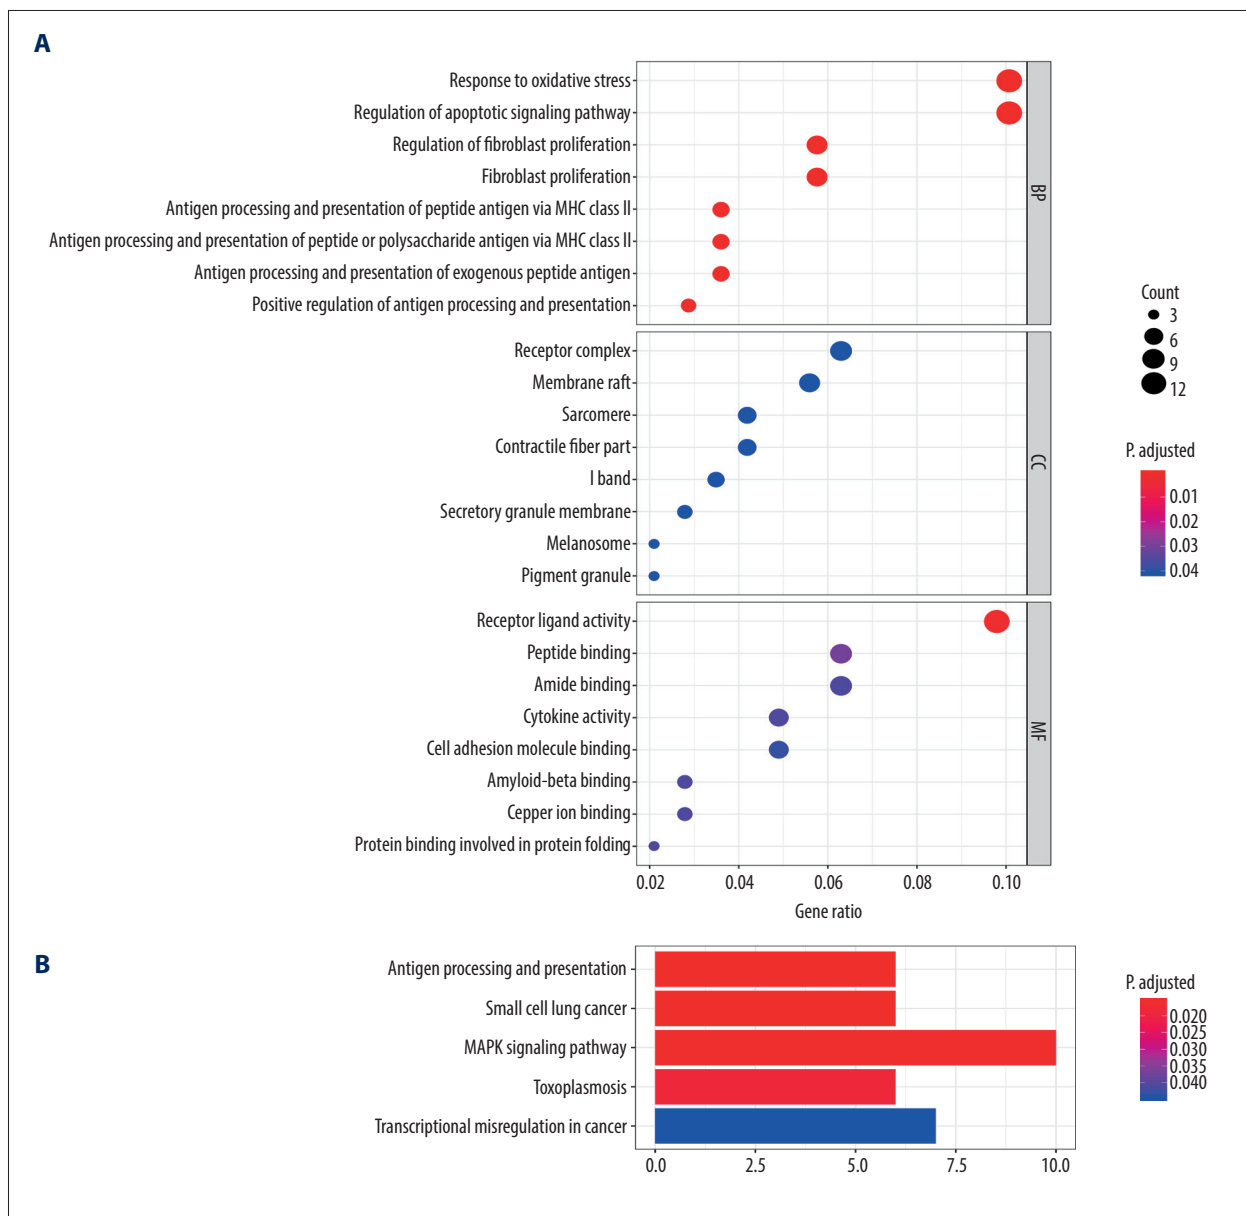 A
Response to oxidative stress
Regulation of apoptotic signaling pathway
Regulation of fibroblast proliferation
Fibroblast proliferation
Antigen processing and presentation of peptide antigen via MHC class II
Antigen processing and presentation of peptide or polysaccharide antigen via MHC class II
Antigen processing and presentation of exogenous peptide antigen
Positive regulation of antigen processing and presentation
BP
Receptor complex
Membrane raft
Sarcomere
Contractile fiber part
I band
Secretory granule membrane
Melanosome
Pigment granule
CC
Receptor ligand activity
Peptide binding
Amide binding
Cytokine activity
Cell adhesion molecule binding
Amyloid-beta binding
Cepper ion binding
Protein binding involved in protein folding
MF
0.02 0.04 0.06 0.08 0.10
Gene ratio
Count
3
6
9
12
P. adjusted
0.01
0.02
0.03
0.04
B
Antigen processing and presentation
Small cell lung cancer
MAPK signaling pathway
Toxoplasmosis
Transcriptional misregulation in cancer
0.0 2.5 5.0 7.5 10.0
P. adjusted
0.020
0.025
0.030
0.035
0.040